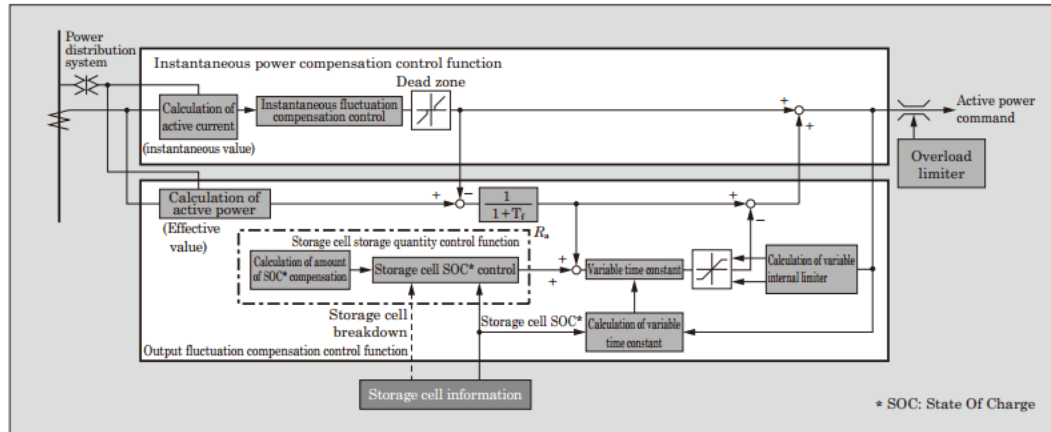 Power
distribution
system
Instantaneous power compensation control function
Dead zone
Calculation of
active current
Instantaneous fluctuation
compensation control
(instantaneous value)
+
+
Active power
command
Overload
limiter
Calculation of
active power
(Effective
value)
+
−
1
1+Tf
Ra
+
−
Storage cell storage quantity control function
Calculation of amount
of SOC* compensation
Storage cell SOC* control
+
+
Variable time constant
Calculation of variable
internal limiter
Storage cell
breakdown
Storage cell SOC*
Calculation of variable
time constant
Output fluctuation compensation control function
Storage cell information
* SOC: State Of Charge